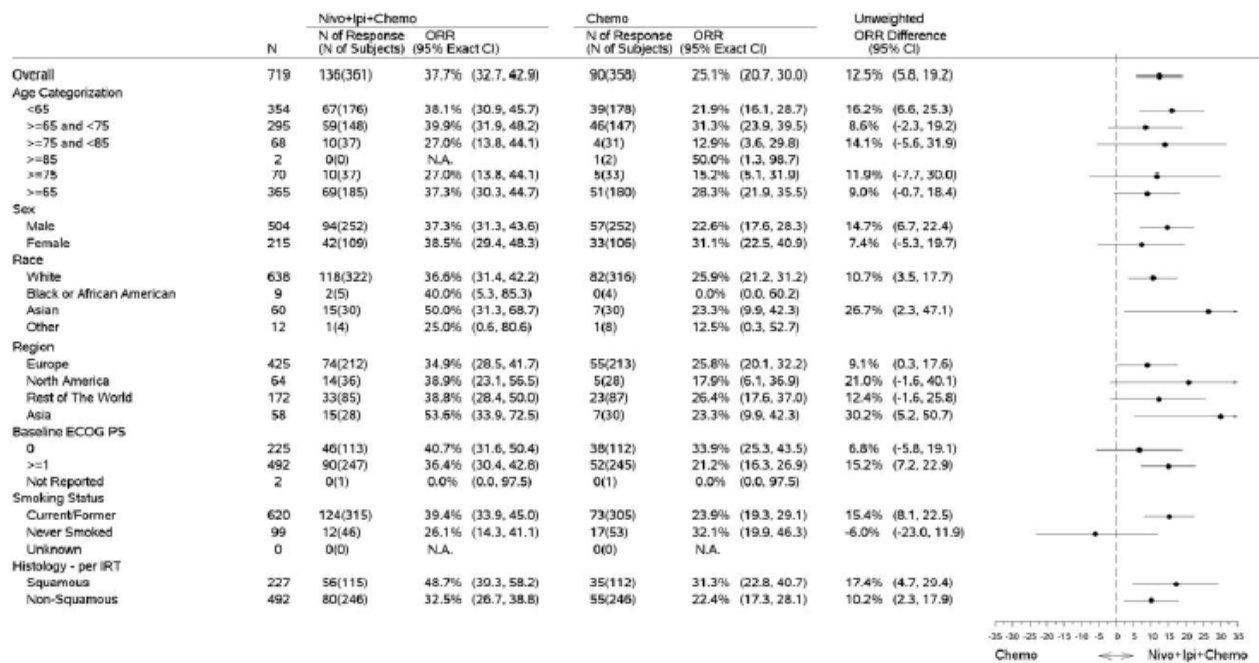 Nivo+Ipi+Chemo Chemo Unweighted
N of Response ORR N of Response ORR ORR Difference
N (N of Subjects) (95% Exact CI) (N of Subjects) (95% Exact CI) (95% CI)
Overall 719 136(361) 37.7% (32.7, 42.9) 90(358) 25.1% (20.7, 30.0) 12.5% (5.8, 19.2)
Age Categorization
<65 354 67(176) 38.1% (30.9, 45.7) 39(178) 21.9% (16.1, 28.7) 16.2% (6.6, 25.3)
>=65 and <75 295 59(148) 39.9% (31.9, 48.2) 46(147) 31.3% (23.9, 39.5) 8.6% (-2.3, 19.2)
>=75 and <85 68 10(37) 27.0% (13.8, 44.1) 4(31) 12.9% (3.6, 29.8) 14.1% (-5.6, 31.9)
>=85 2 0(0) N.A. 1(2) 50.0% (1.3, 98.7)
>=75 70 10(37) 27.0% (13.8, 44.1) 5(33) 15.2% (5.1, 31.9) 11.9% (-7.7, 30.0)
>=65 365 69(185) 37.3% (30.3, 44.7) 51(180) 28.3% (21.9, 35.5) 9.0% (-0.7, 18.4)
Sex
Male 504 94(252) 37.3% (31.3, 43.6) 57(252) 22.6% (17.6, 28.3) 14.7% (6.7, 22.4)
Female 215 42(109) 38.5% (29.4, 48.3) 33(106) 31.1% (22.5, 40.9) 7.4% (-5.3, 19.7)
Race
White 638 118(322) 36.6% (31.4, 42.2) 82(316) 25.9% (21.2, 31.2) 10.7% (3.5, 17.7)
Black or African American 9 2(5) 40.0% (5.3, 85.3) 0(4) 0.0% (0.0, 60.2)
Asian 60 15(30) 50.0% (31.3, 68.7) 7(30) 23.3% (9.9, 42.3) 26.7% (2.3, 47.1)
Other 12 1(4) 25.0% (0.6, 80.6) 1(8) 12.5% (0.3, 52.7)
Region
Europe 425 74(212) 34.9% (28.5, 41.7) 55(213) 25.8% (20.1, 32.2) 9.1% (0.3, 17.6)
North America 64 14(36) 38.9% (23.1, 56.5) 5(28) 17.9% (6.1, 36.9) 21.0% (-1.6, 40.1)
Rest of The World 172 33(85) 38.8% (28.4, 50.0) 23(87) 26.4% (17.6, 37.0) 12.4% (-1.6, 25.8)
Asia 58 15(28) 53.6% (33.9, 72.5) 7(30) 23.3% (9.9, 42.3) 30.2% (5.2, 50.7)
Baseline ECOG PS
0 225 46(113) 40.7% (31.6, 50.4) 38(112) 33.9% (25.3, 43.5) 6.8% (-5.8, 19.1)
>=1 492 90(247) 36.4% (30.4, 42.8) 52(245) 21.2% (16.3, 26.9) 15.2% (7.2, 22.9)
Not Reported 2 0(1) 0.0% (0.0, 97.5) 0(1) 0.0% (0.0, 97.5)
Smoking Status
Current/Former 620 124(315) 39.4% (33.9, 45.0) 73(305) 23.9% (19.3, 29.1) 15.4% (8.1, 22.5)
Never Smoked 99 12(46) 26.1% (14.3, 41.1) 17(53) 32.1% (19.9, 46.3) -6.0% (-23.0, 11.9)
Unknown 0 0(0) N.A. 0(0) N.A.
Histology - per IRT
Squamous 227 56(115) 48.7% (39.3, 58.2) 35(112) 31.3% (22.8, 40.7) 17.4% (4.7, 29.4)
Non-Squamous 492 80(246) 32.5% (26.7, 38.8) 55(246) 22.4% (17.3, 28.1) 10.2% (2.3, 17.9)
-35 -30 -25 -20 -15 -10 -5 0 5 10 15 20 25 30 35
Chemo Nivo+Ipi+Chemo